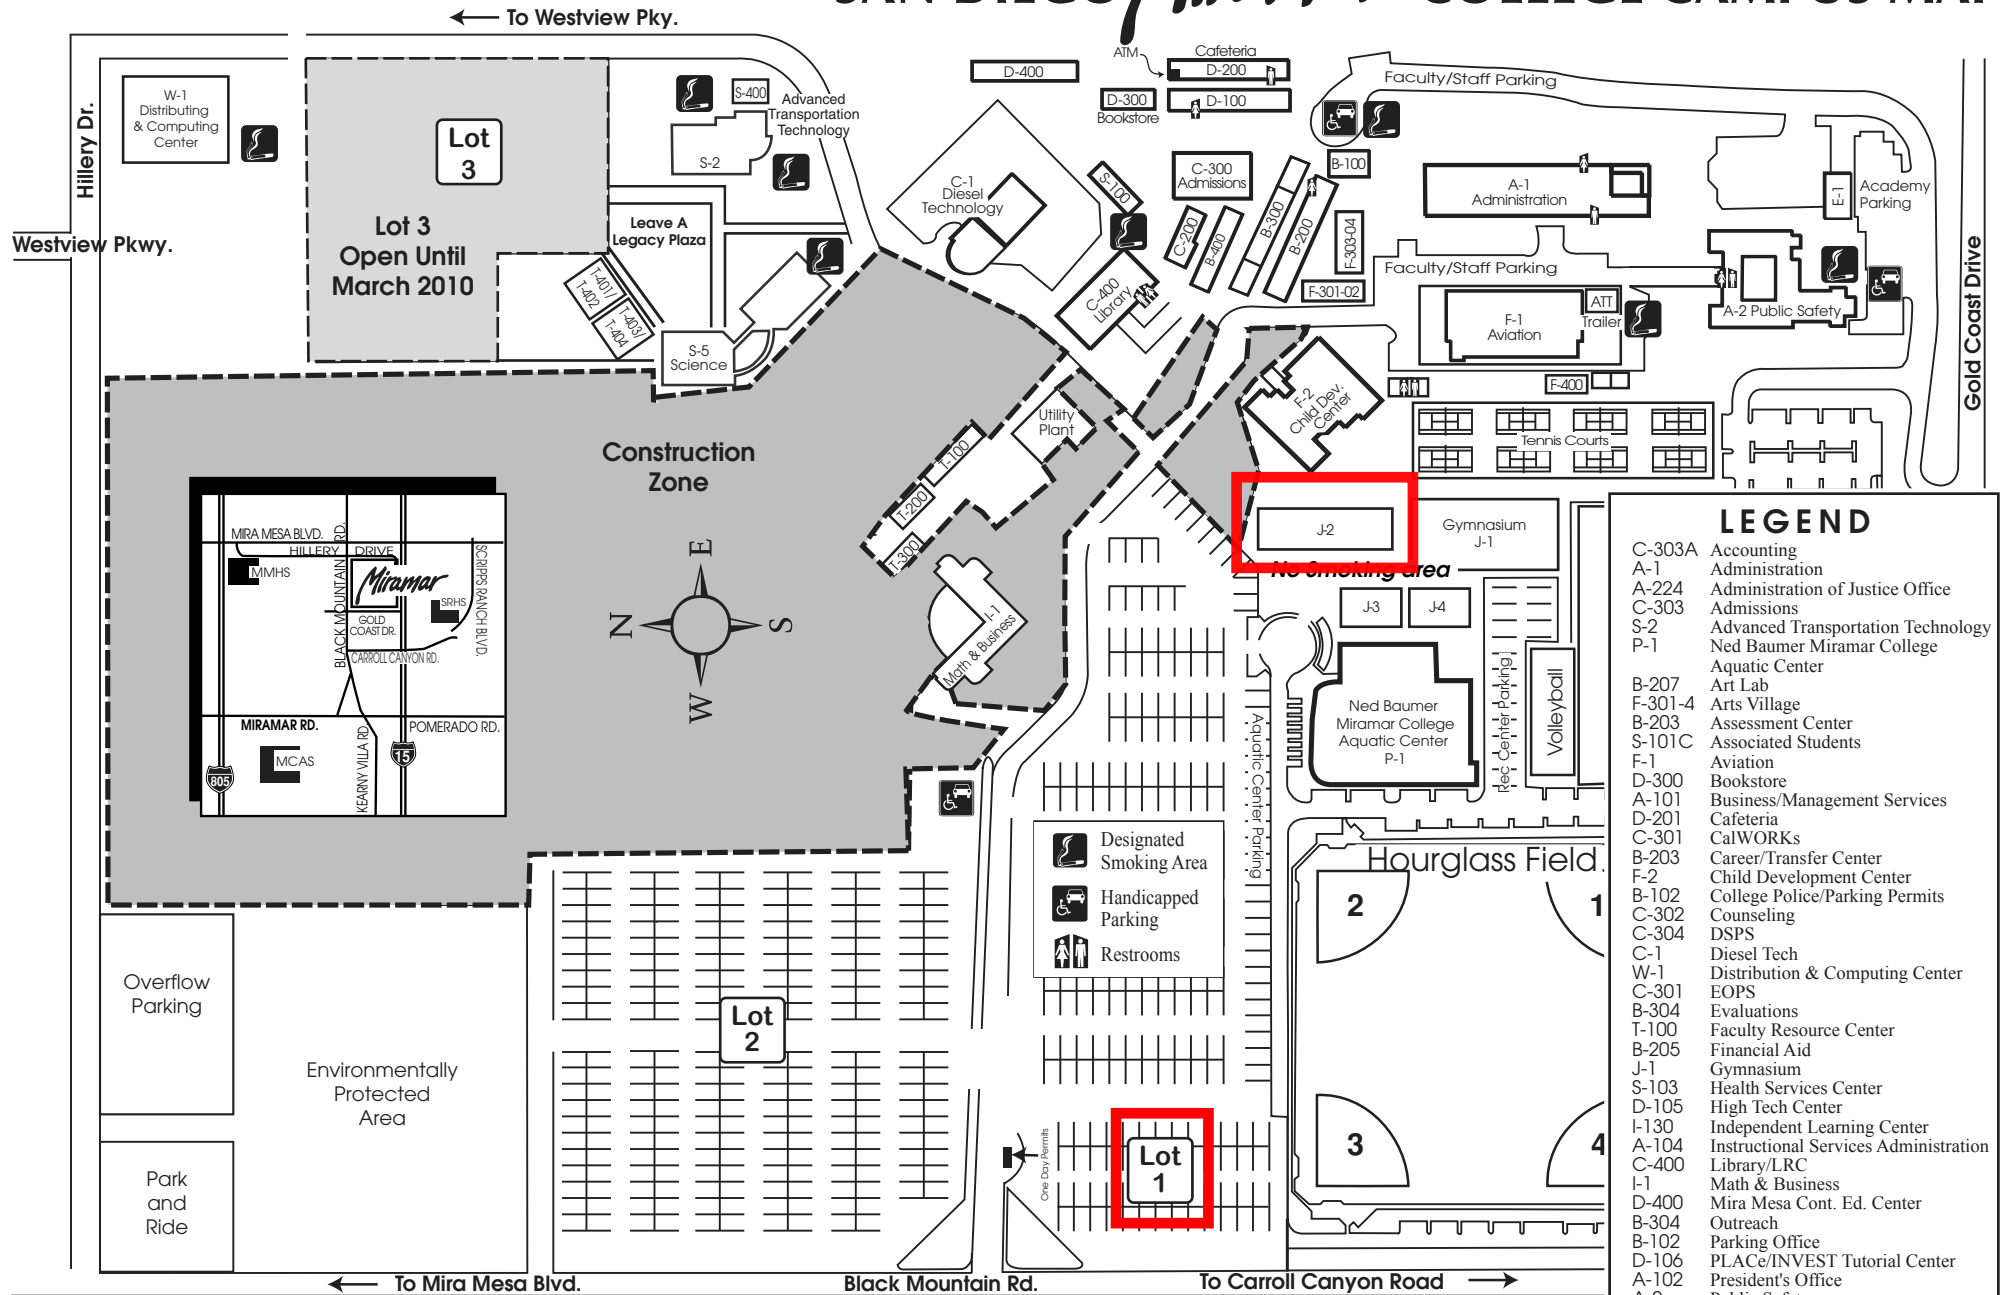 SAN DIEGO COLLEGE CAMPUS MAP
To Westview Pky.
Hillery Dr.
Westview Pkwy.
W-1
Distributing
& Computing
Center
Lot
3
Lot 3
Open Until
March 2010
S-400
Advanced
Transportation
Technology
S-2
Leave A
Legacy Plaza
T-401/
T-402
T-403/
T-404
S-5
Science
D-400
ATM
Cafeteria
D-200
D-300
Bookstore
D-100
C-1
Diesel
Technology
S-100
C-300
Admissions
C-200
B-400
B-300
B-200
B-100
F-303-04
F-301-02
C-400
Library
Faculty/Staff Parking
A-1
Administration
E-1
Academy
Parking
Faculty/Staff Parking
F-1
Aviation
ATT
Trailer
A-2 Public Safety
Gold Coast Drive
F-400
F-2
Child Dev.
Center
Tennis Courts
Utility
Plant
T-100
T-200
T-300
Construction
Zone
N
E
S
W
I-1
Math & Business
MIRA MESA BLVD.
HILLERY DRIVE
MMHS
Miramar
BLACK MOUNTAIN RD.
SCRIPPS RANCH BLVD.
SRHS
GOLD
COAST DR.
CARROLL CANYON RD.
MIRAMAR RD.
POMERADO RD.
MCAS
KEARNY VILLA RD.
805
15
J-2
Gymnasium
J-1
No Smoking area
J-3
J-4
Ned Baumer
Miramar College
Aquatic Center
P-1
Aquatic Center Parking
Rec Center Parking
Volleyball
Hourglass Field
2
1
3
4
Designated
Smoking Area
Handicapped
Parking
Restrooms
Overflow
Parking
Environmentally
Protected
Area
Park
and
Ride
Lot
2
One Day Permits
Lot
1
To Mira Mesa Blvd.
Black Mountain Rd.
To Carroll Canyon Road
LEGEND
C-303A Accounting
A-1 Administration
A-224 Administration of Justice Office
C-303 Admissions
S-2 Advanced Transportation Technology
P-1 Ned Baumer Miramar College
Aquatic Center
B-207 Art Lab
F-301-4 Arts Village
B-203 Assessment Center
S-101C Associated Students
F-1 Aviation
D-300 Bookstore
A-101 Business/Management Services
D-201 Cafeteria
C-301 CalWORKs
B-203 Career/Transfer Center
F-2 Child Development Center
B-102 College Police/Parking Permits
C-302 Counseling
C-304 DSPS
C-1 Diesel Tech
W-1 Distribution & Computing Center
C-301 EOPS
B-304 Evaluations
T-100 Faculty Resource Center
B-205 Financial Aid
J-1 Gymnasium
S-103 Health Services Center
D-105 High Tech Center
I-130 Independent Learning Center
A-104 Instructional Services Administration
C-400 Library/LRC
I-1 Math & Business
D-400 Mira Mesa Cont. Ed. Center
B-304 Outreach
B-102 Parking Office
D-106 PLACe/INVEST Tutorial Center
A-102 President's Office